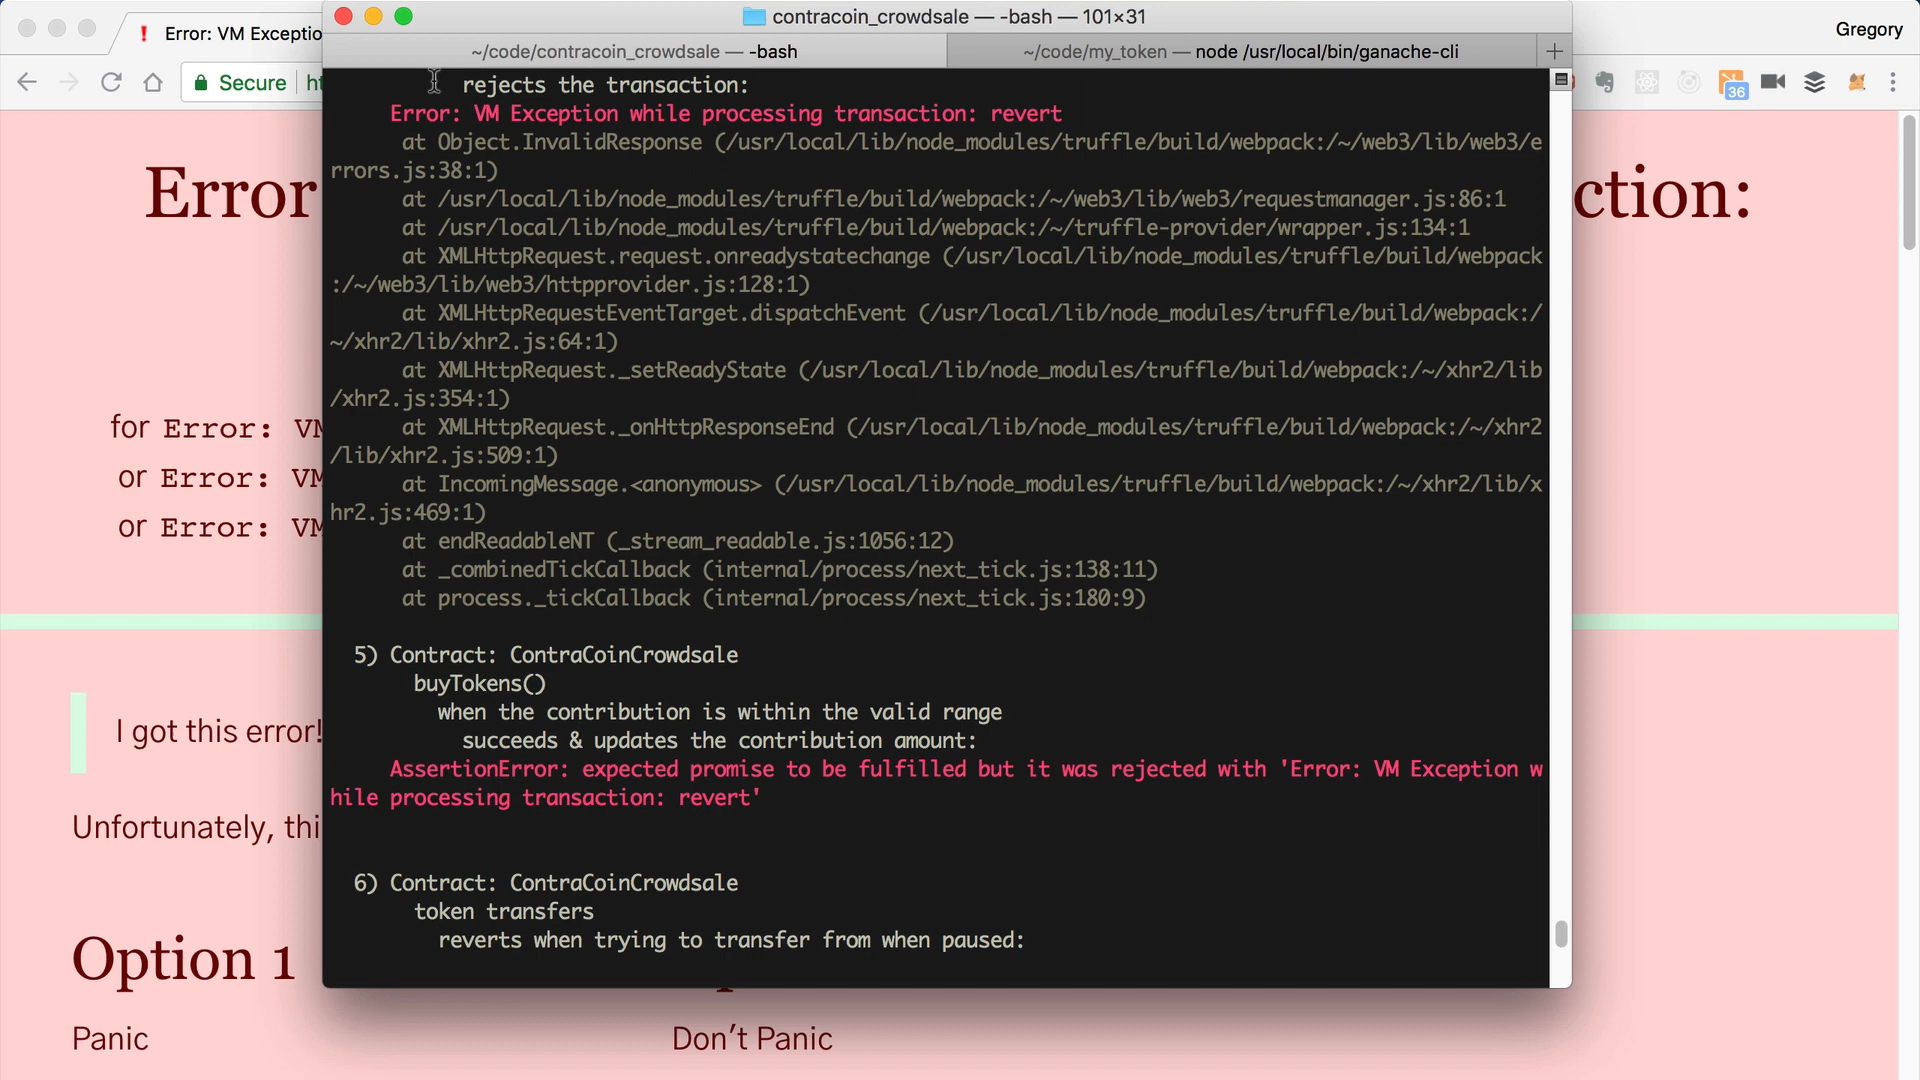 contracoin_crowdsale — -bash — 101×31
Error: VM Exceptio
Gregory
~/code/contracoin_crowdsale — -bash
~/code/my_token — node /usr/local/bin/ganache-cli
Secure
36
rejects the transaction:
Error: VM Exception while processing transaction: revert
at Object.InvalidResponse (/usr/local/lib/node_modules/truffle/build/webpack:/~/web3/lib/web3/e
rrors.js:38:1)
at /usr/local/lib/node_modules/truffle/build/webpack:/~/web3/lib/web3/requestmanager.js:86:1
at /usr/local/lib/node_modules/truffle/build/webpack:/~/truffle-provider/wrapper.js:134:1
at XMLHttpRequest.request.onreadystatechange (/usr/local/lib/node_modules/truffle/build/webpack
:/~/web3/lib/web3/httpprovider.js:128:1)
at XMLHttpRequestEventTarget.dispatchEvent (/usr/local/lib/node_modules/truffle/build/webpack:/
~/xhr2/lib/xhr2.js:64:1)
at XMLHttpRequest._setReadyState (/usr/local/lib/node_modules/truffle/build/webpack:/~/xhr2/lib
/xhr2.js:354:1)
at XMLHttpRequest._onHttpResponseEnd (/usr/local/lib/node_modules/truffle/build/webpack:/~/xhr2
/lib/xhr2.js:509:1)
at IncomingMessage.<anonymous> (/usr/local/lib/node_modules/truffle/build/webpack:/~/xhr2/lib/x
hr2.js:469:1)
at endReadableNT (_stream_readable.js:1056:12)
at _combinedTickCallback (internal/process/next_tick.js:138:11)
at process._tickCallback (internal/process/next_tick.js:180:9)
5) Contract: ContraCoinCrowdsale
buyTokens()
when the contribution is within the valid range
succeeds & updates the contribution amount:
AssertionError: expected promise to be fulfilled but it was rejected with 'Error: VM Exception w
hile processing transaction: revert'
6) Contract: ContraCoinCrowdsale
token transfers
reverts when trying to transfer from when paused:
Error
ction:
for Error: VM
or Error: VM
or Error: VM
I got this error!
Unfortunately, thi
Option 1
Panic
Don't Panic